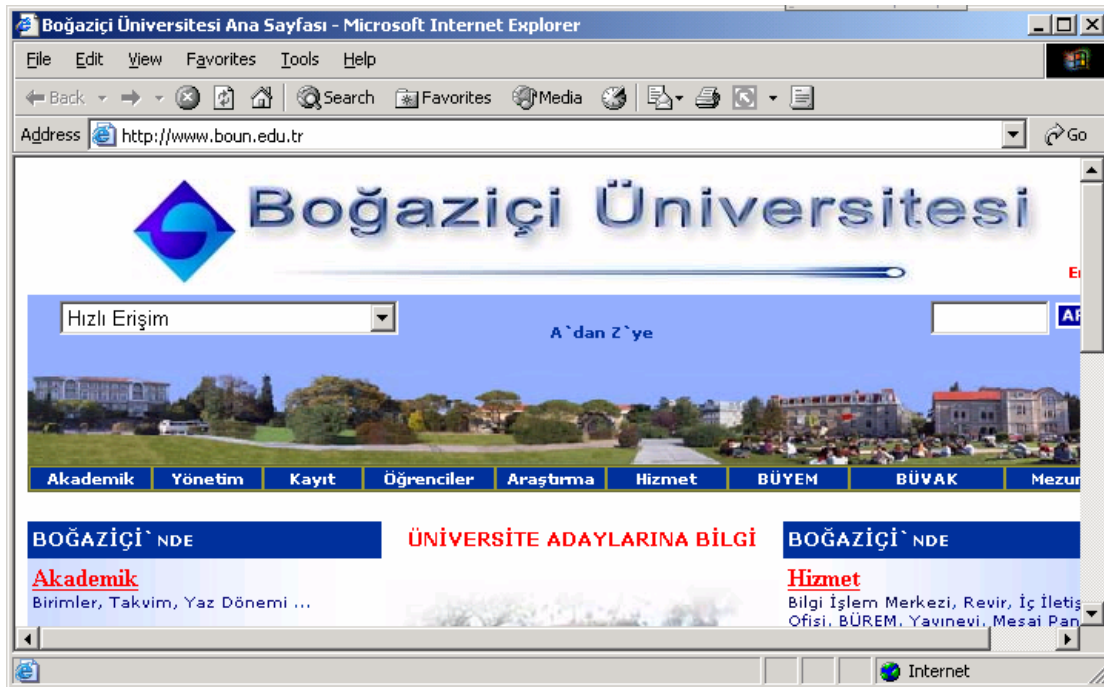 Boğaziçi Üniversitesi Ana Sayfası - Microsoft Internet Explorer
File Edit View Favorites Tools Help
Back Search Favorites Media
Address http://www.boun.edu.tr Go
Boğaziçi Üniversitesi
Hızlı Erişim
A`dan Z`ye
Akademik Yönetim Kayıt Öğrenciler Araştırma Hizmet BÜYEM BÜVAK
BOĞAZİÇİ`NDE ÜNİVERSİTE ADAYLARINA BİLGİ BOĞAZİÇİ`NDE
Akademik Hizmet
Birimler, Takvim, Yaz Dönemi ... Bilgi İşlem Merkezi, Revir, İç
Ofisi, BÜREM, Yayınevi, Mesai
Internet